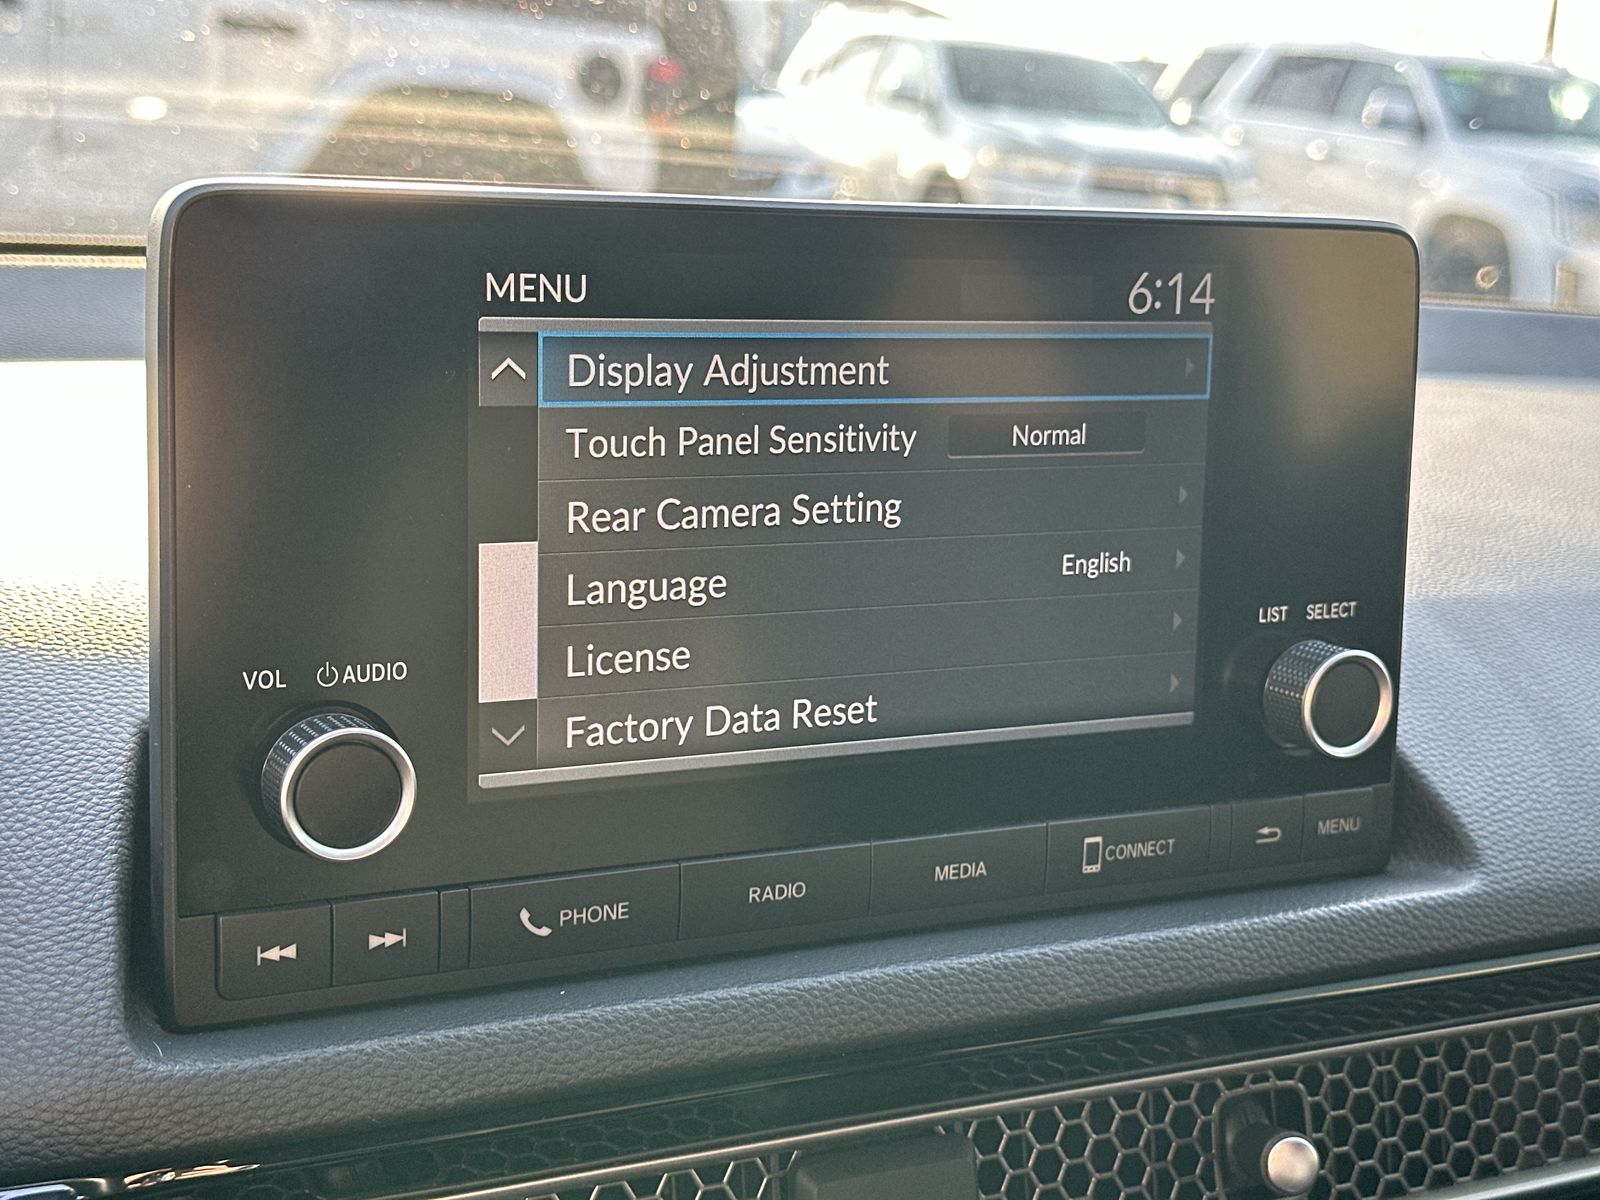 MENU 6:14
Display Adjustment
Touch Panel Sensitivity Normal
Rear Camera Setting
Language English
License
Factory Data Reset
VOL AUDIO
LIST SELECT
PHONE RADIO MEDIA CONNECT MENU